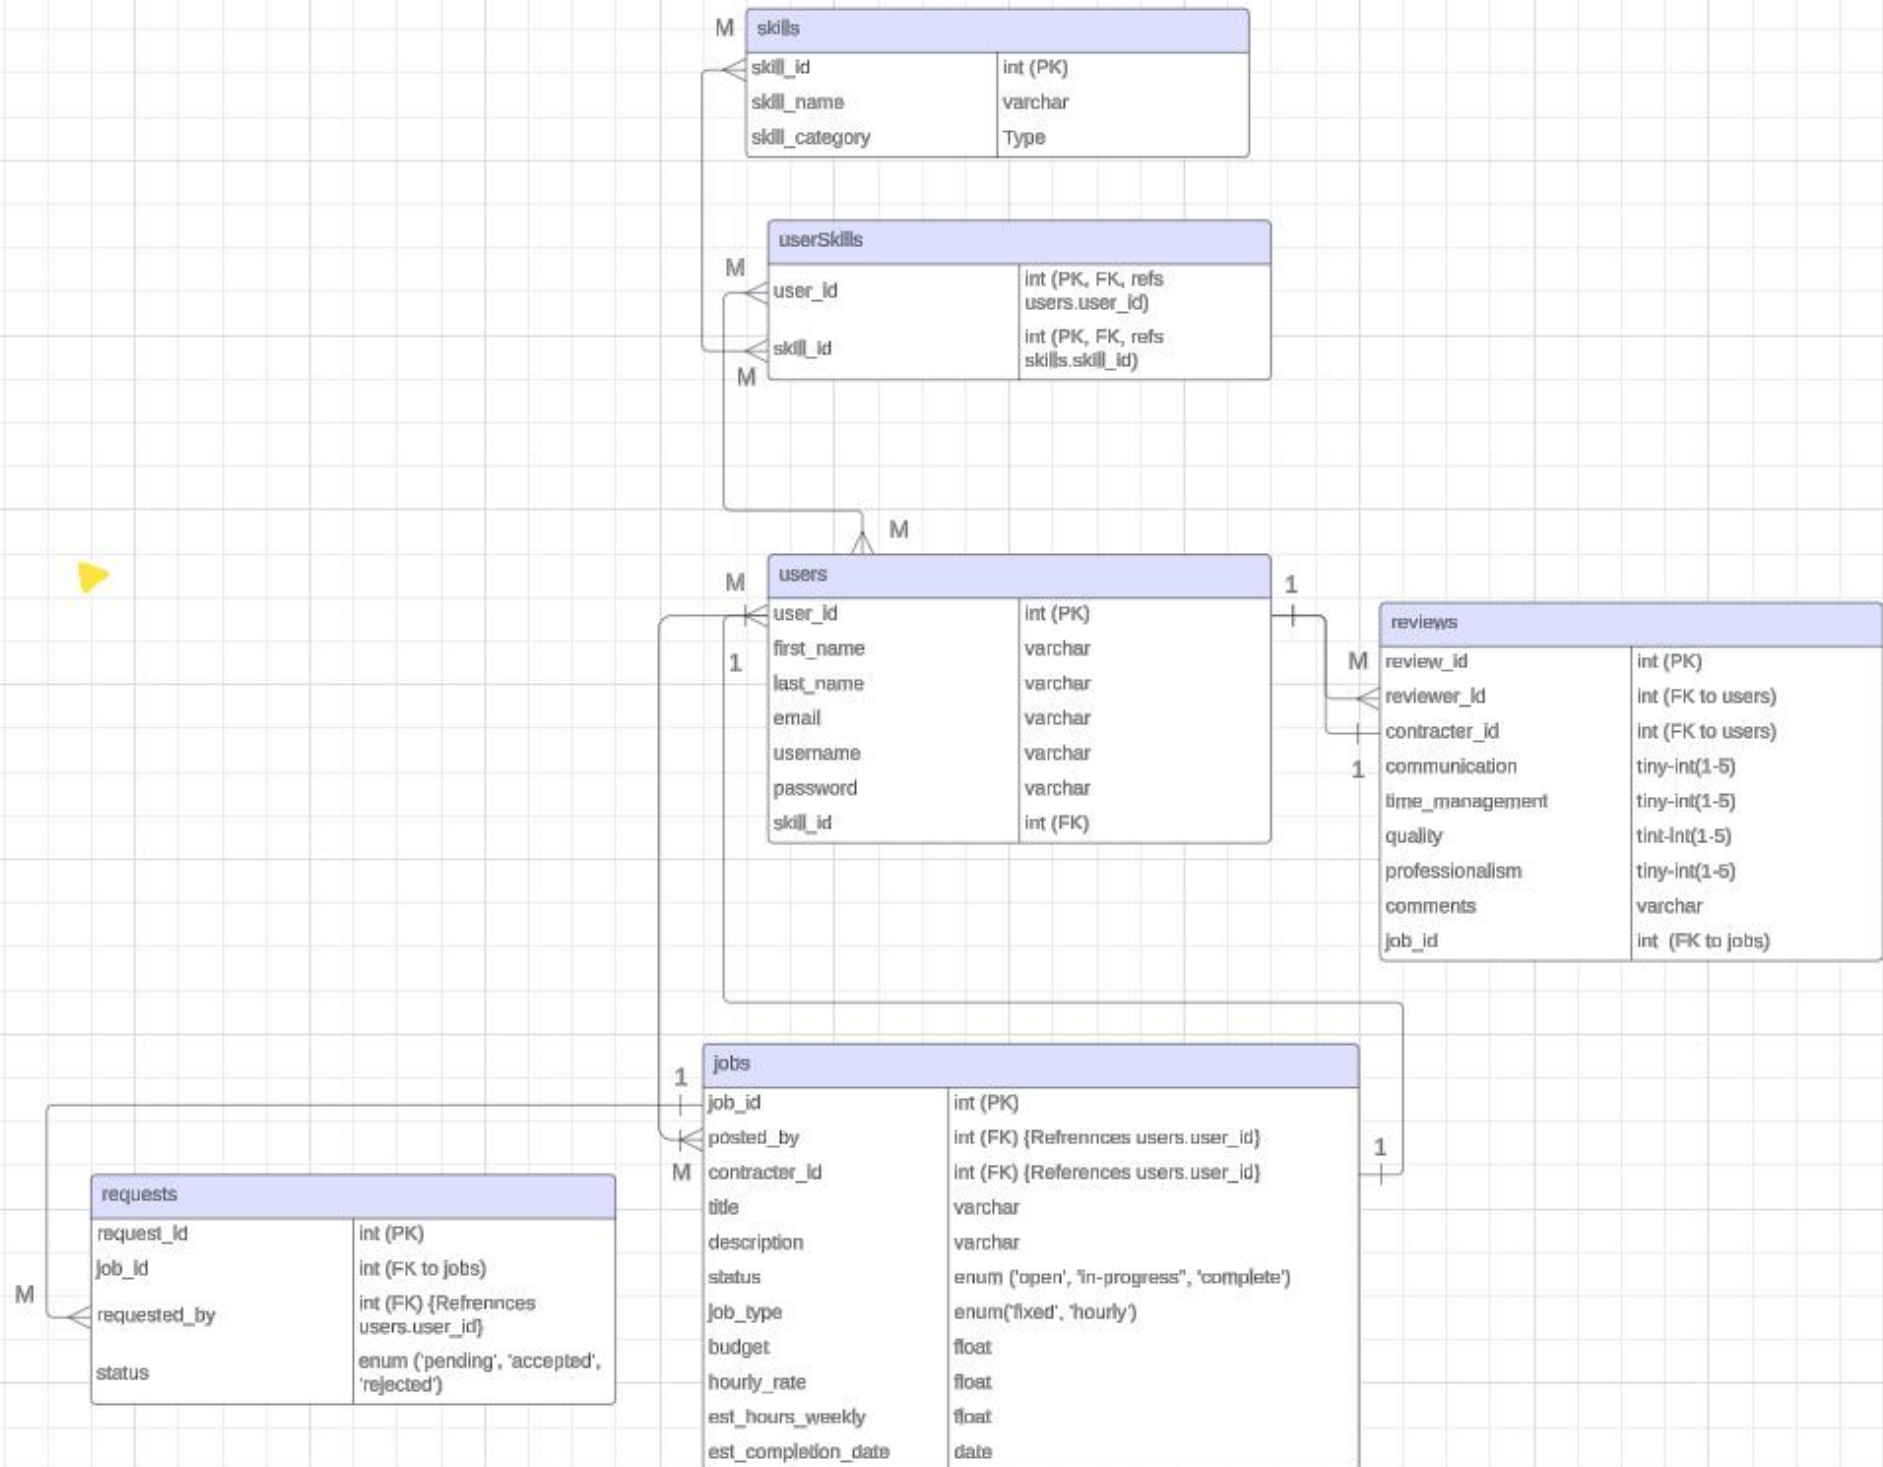 M
skills
skill_id int (PK)
skill_name varchar
skill_category Type
userSkills
M
user_id int (PK, FK, refs
users.user_id)
skill_id int (PK, FK, refs
skills.skill_id)
M
M
users
M
1
user_id int (PK)
first_name varchar
1
last_name varchar
email varchar
username varchar
password varchar
skill_id int (FK)
reviews
M
review_id int (PK)
reviewer_id int (FK to users)
contracter_id int (FK to users)
1
communication tiny-int(1-5)
time_management tiny-int(1-5)
quality tint-int(1-5)
professionalism tiny-int(1-5)
comments varchar
job_id int (FK to jobs)
jobs
1
job_id int (PK)
posted_by int (FK) {Refrennces users.user_id}
1
M
contracter_id int (FK) {References users.user_id}
title varchar
description varchar
status enum ('open', 'in-progress", 'complete')
job_type enum('fixed', 'hourly')
budget float
hourly_rate float
est_hours_weekly float
est_completion_date date
requests
request_id int (PK)
job_id int (FK to jobs)
M
requested_by int (FK) {Refrennces
users.user_id}
status enum ('pending', 'accepted',
'rejected')